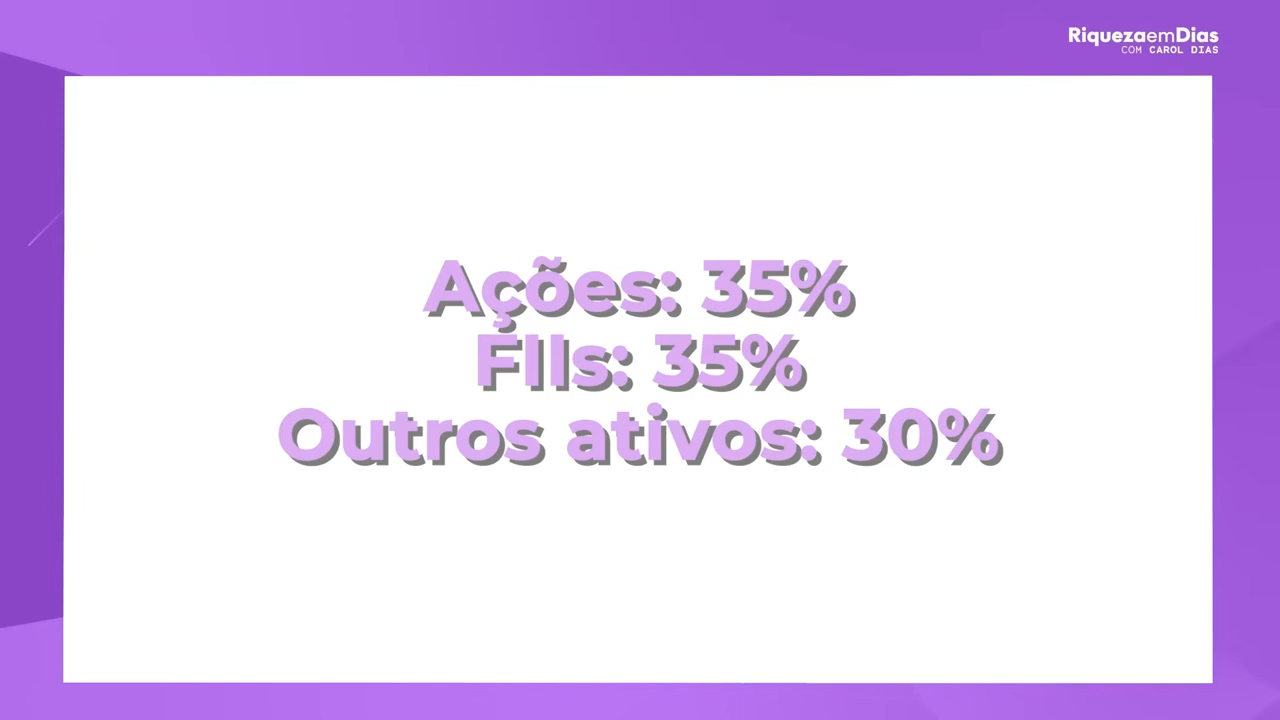 RiquezaemDias
COM CAROL DIAS
Ações: 35%
FIIs: 35%
Outros ativos: 30%